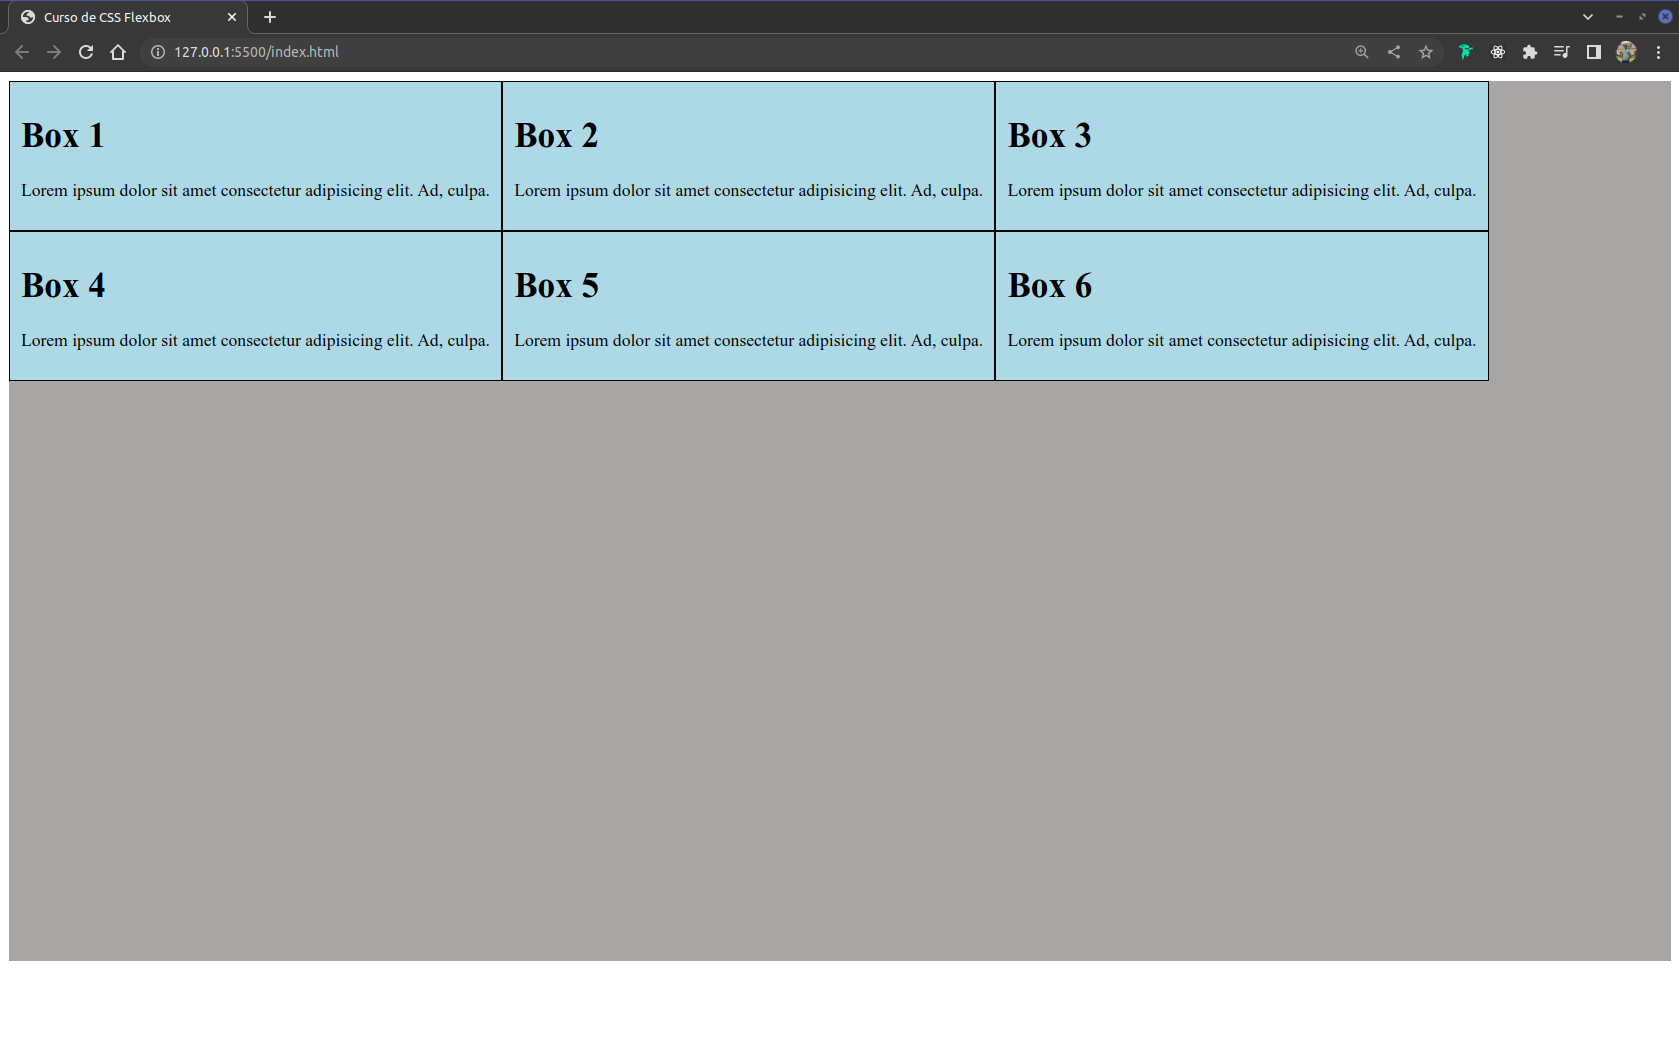 Curso de CSS Flexbox
127.0.0.1:5500/index.html
Box 1
Lorem ipsum dolor sit amet consectetur adipisicing elit. Ad, culpa.
Box 2
Lorem ipsum dolor sit amet consectetur adipisicing elit. Ad, culpa.
Box 3
Lorem ipsum dolor sit amet consectetur adipisicing elit. Ad, culpa.
Box 4
Lorem ipsum dolor sit amet consectetur adipisicing elit. Ad, culpa.
Box 5
Lorem ipsum dolor sit amet consectetur adipisicing elit. Ad, culpa.
Box 6
Lorem ipsum dolor sit amet consectetur adipisicing elit. Ad, culpa.